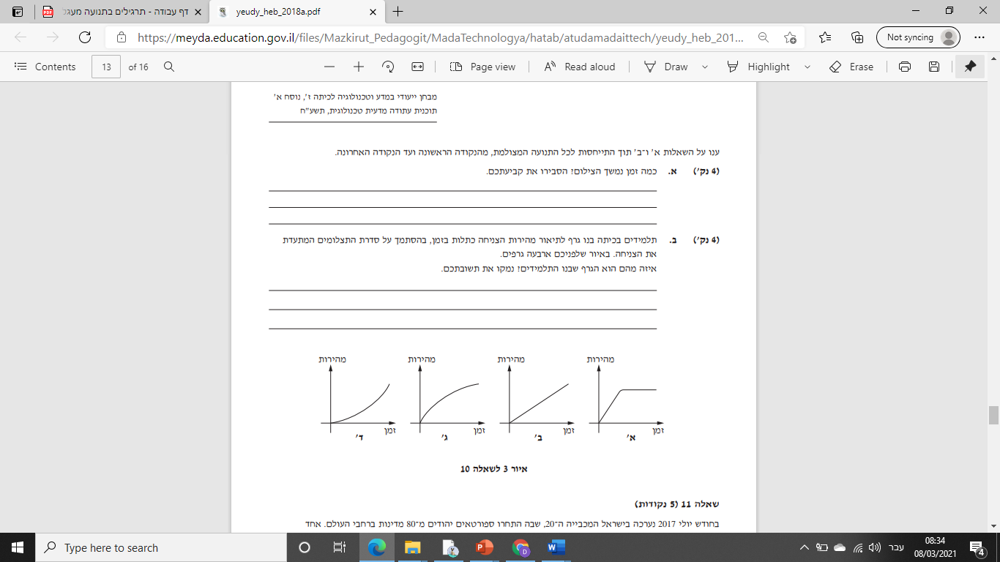 דף עבודה - תרגילים בתנועה מעגל
yeudy_heb_2018a.pdf
https://meyda.education.gov.il/files/Mazkirut_Pedagogit/MadaTechnologya/hatab/atudamadaittech/yeudy_heb_201...
Not syncing
Contents
13
of 16
Page view
Read aloud
Draw
Highlight
Erase
מבחן ייעודי במדע וטכנולוגיה לכיתה ז', נוסח א'
תוכנית עתודה מדעית טכנולוגית, תשע"ח
ענו על השאלות א' ו־ב' תוך התייחסות לכל התנועה המצולמת, מהנקודה הראשונה ועד הנקודה האחרונה.
(4 נק') א. כמה זמן נמשך הצילום? הסבירו את קביעתכם.
(4 נק') ב. תלמידים בכיתה בנו גרף לתיאור מהירות הצניחה כתלות בזמן, בהסתמך על סדרת התצלומים המתעדת
את הצניחה. באיור שלפניכם ארבעה גרפים.
איזה מהם הוא הגרף שבנו התלמידים? נמקו את תשובתכם.
מהירות
זמן
א'
מהירות
זמן
ב'
מהירות
זמן
ג'
מהירות
זמן
ד'
איור 3 לשאלה 10
שאלה 11 (5 נקודות)
בחודש יולי 2017 נערכה בישראל המכבייה ה־20, שבה התחרו ספורטאים יהודים מ־80 מדינות ברחבי העולם. אחד
Type here to search
עבר
08:34
08/03/2021
4